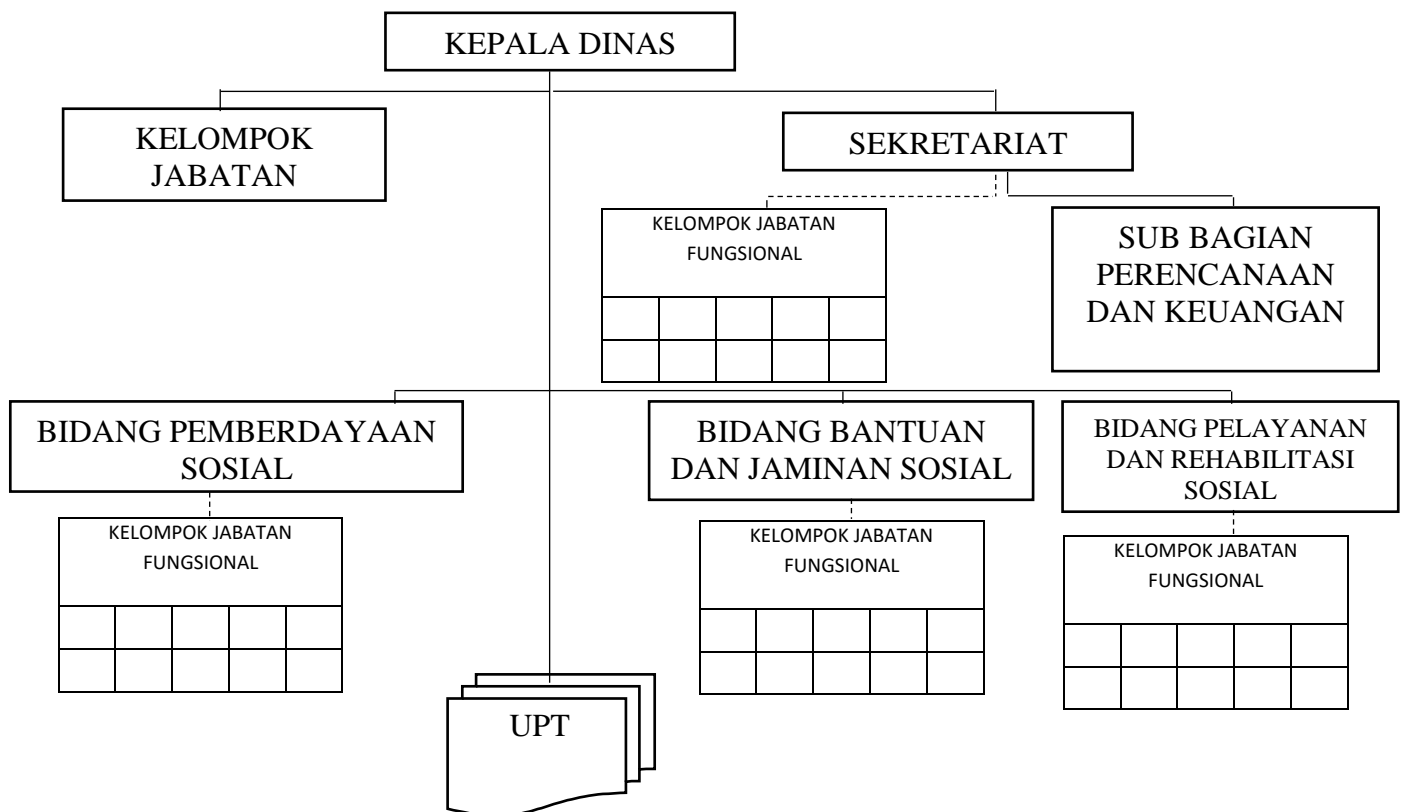 KEPALA DINAS
KELOMPOK
JABATAN
SEKRETARIAT
KELOMPOK JABATAN
FUNGSIONAL
SUB BAGIAN
PERENCANAAN
DAN KEUANGAN
BIDANG PEMBERDAYAAN
SOSIAL
BIDANG BANTUAN
DAN JAMINAN SOSIAL
BIDANG PELAYANAN
DAN REHABILITASI
SOSIAL
KELOMPOK JABATAN
FUNGSIONAL
KELOMPOK JABATAN
FUNGSIONAL
KELOMPOK JABATAN
FUNGSIONAL
UPT